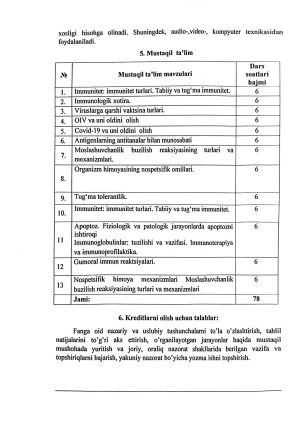 xosligi hisobga olinadi. Shuningdek, audio-,video-, kompyuter texnikasidan
foydalaniladi.
5. Mustaqil ta'lim
№ Mustaqil ta'lim mavzulari Dars soatlari hajmi
1. Immunitet: immunitet turlari. Tabiiy va tug'ma immunitet. 6
2. Immunologik xotira. 6
3. Viruslarga qarshi vaktsina turlari. 6
4. OIV va uni oldini olish 6
5. Covid-19 va uni oldini olish 6
6. Antigenlarning antitanalar bilan munosabati 6
7. Moslashuvchanlik buzilish reaksiyasining turlari va
mexanizmlari. 6
8. Organizm himoyasining nospetsifik omillari. 6
9. Tug'ma tolerantlik. 6
10. Immunitet: immunitet turlari. Tabiiy va tug'ma immunitet. 6
11 Apoptoz. Fiziologik va patologik jarayonlarda apoptozni
ishtiroqi
Immunoglobulinlar: tuzilishi va vazifasi. Immunoterapiya
va immunoprofilaktika. 6
12 Gumoral immun reaktsiyalari. 6
13 Nospetsifik himoya mexanizmlari Moslashuvchanlik
buzilish reaksiyasining turlari va mexanizmlari 6
Jami: 78
6. Kreditlarni olish uchun talablar:
Fanga oid nazariy va uslubiy tushunchalarni to'la o'zlashtirish, tahlil
natijalarini to'g'ri aks ettirish, o'rganilayotgan jarayonlar haqida mustaqil
mushohada yuritish va joriy, oraliq nazorat shakllarida berilgan vazifa va
topshiriqlarni bajarish, yakuniy nazorat bo'yicha yozma ishni topshirish.